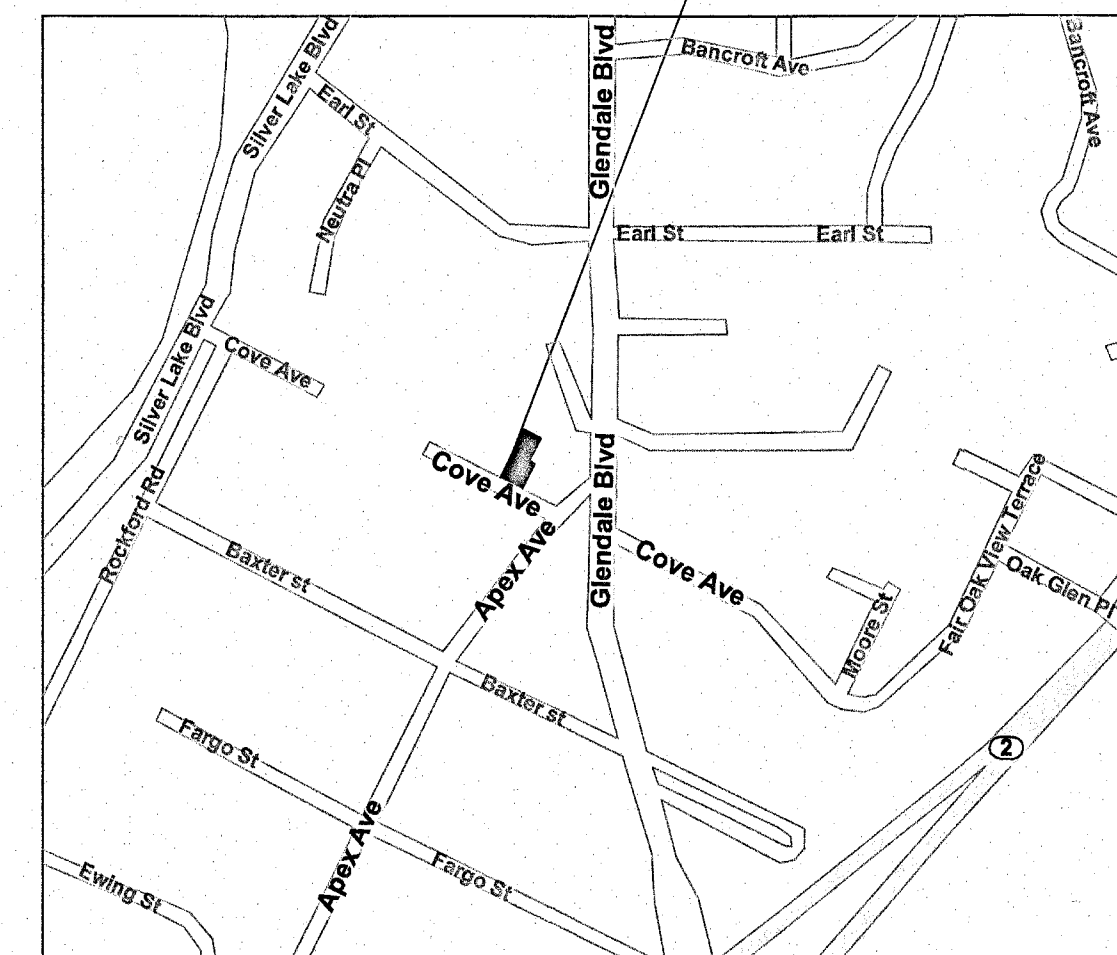 Silver Lake Blvd
Glendale Blvd
Bancroft Ave
Bancroft Ave
Earl St
Neutra Pl
Earl St
Earl St
Silver Lake Blvd
Cove Ave
Cove Ave
Glendale Blvd
Rockford Rd
Baxter st
Apex Ave
Cove Ave
Fair Oak View Terrace
Oak Glen Pl
Moore St
Baxter st
Fargo St
2
Apex Ave
Fargo St
Ewing St